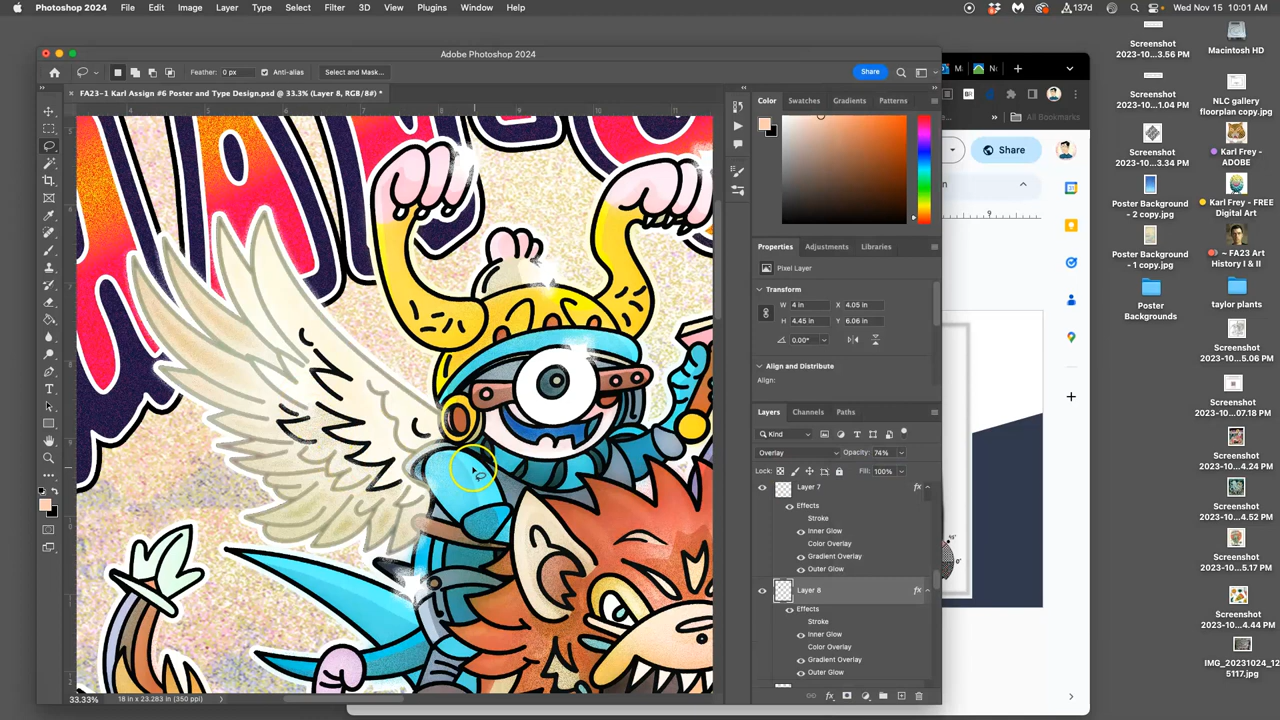 Photoshop 2024 File Edit Image Layer Type Select Filter 3D View Plugins Window Help 137d Wed Nov 15 10:01 AM
Adobe Photoshop 2024
Feather: 0 px Anti-alias Select and Mask... Share
FA23-1 Karl Assign #6 Poster and Type Design.psd @ 33.3% (Layer 8, RGB/8#) *
Color Swatches Gradients Patterns
Properties Adjustments Libraries
Pixel Layer
Transform
W 4 in X 4.05 in
H 4.45 in Y 6.06 in
0.00°
Align and Distribute
Align:
Layers Channels Paths
Kind
Overlay Opacity: 74%
Lock: Fill: 100%
Layer 7 fx
Effects
Stroke
Inner Glow
Color Overlay
Gradient Overlay
Outer Glow
Layer 8 fx
Effects
Stroke
Inner Glow
Color Overlay
Gradient Overlay
Outer Glow
33.33% 18 in x 23.283 in (350 ppi)
All Bookmarks
Share
9
Screenshot
2023-10...3.56 PM
Macintosh HD
Screenshot
2023-10...1.04 PM
NLC gallery
floorplan copy.jpg
Screenshot
2023-10...3.34 PM
Karl Frey -
ADOBE
Poster Background
- 2 copy.jpg
Karl Frey - FREE
Digital Art
Poster Background
- 1 copy.jpg
~ FA23 Art
History I & II
Poster
Backgrounds
taylor plants
Screenshot
2023-10...5.06 PM
Screenshot
2023-10...07.18 PM
Screenshot
2023-10...4.24 PM
Screenshot
2023-10...4.52 PM
Screenshot
2023-10...5.17 PM
Screenshot
2023-10...4.44 PM
IMG_20231024_12
5117.jpg